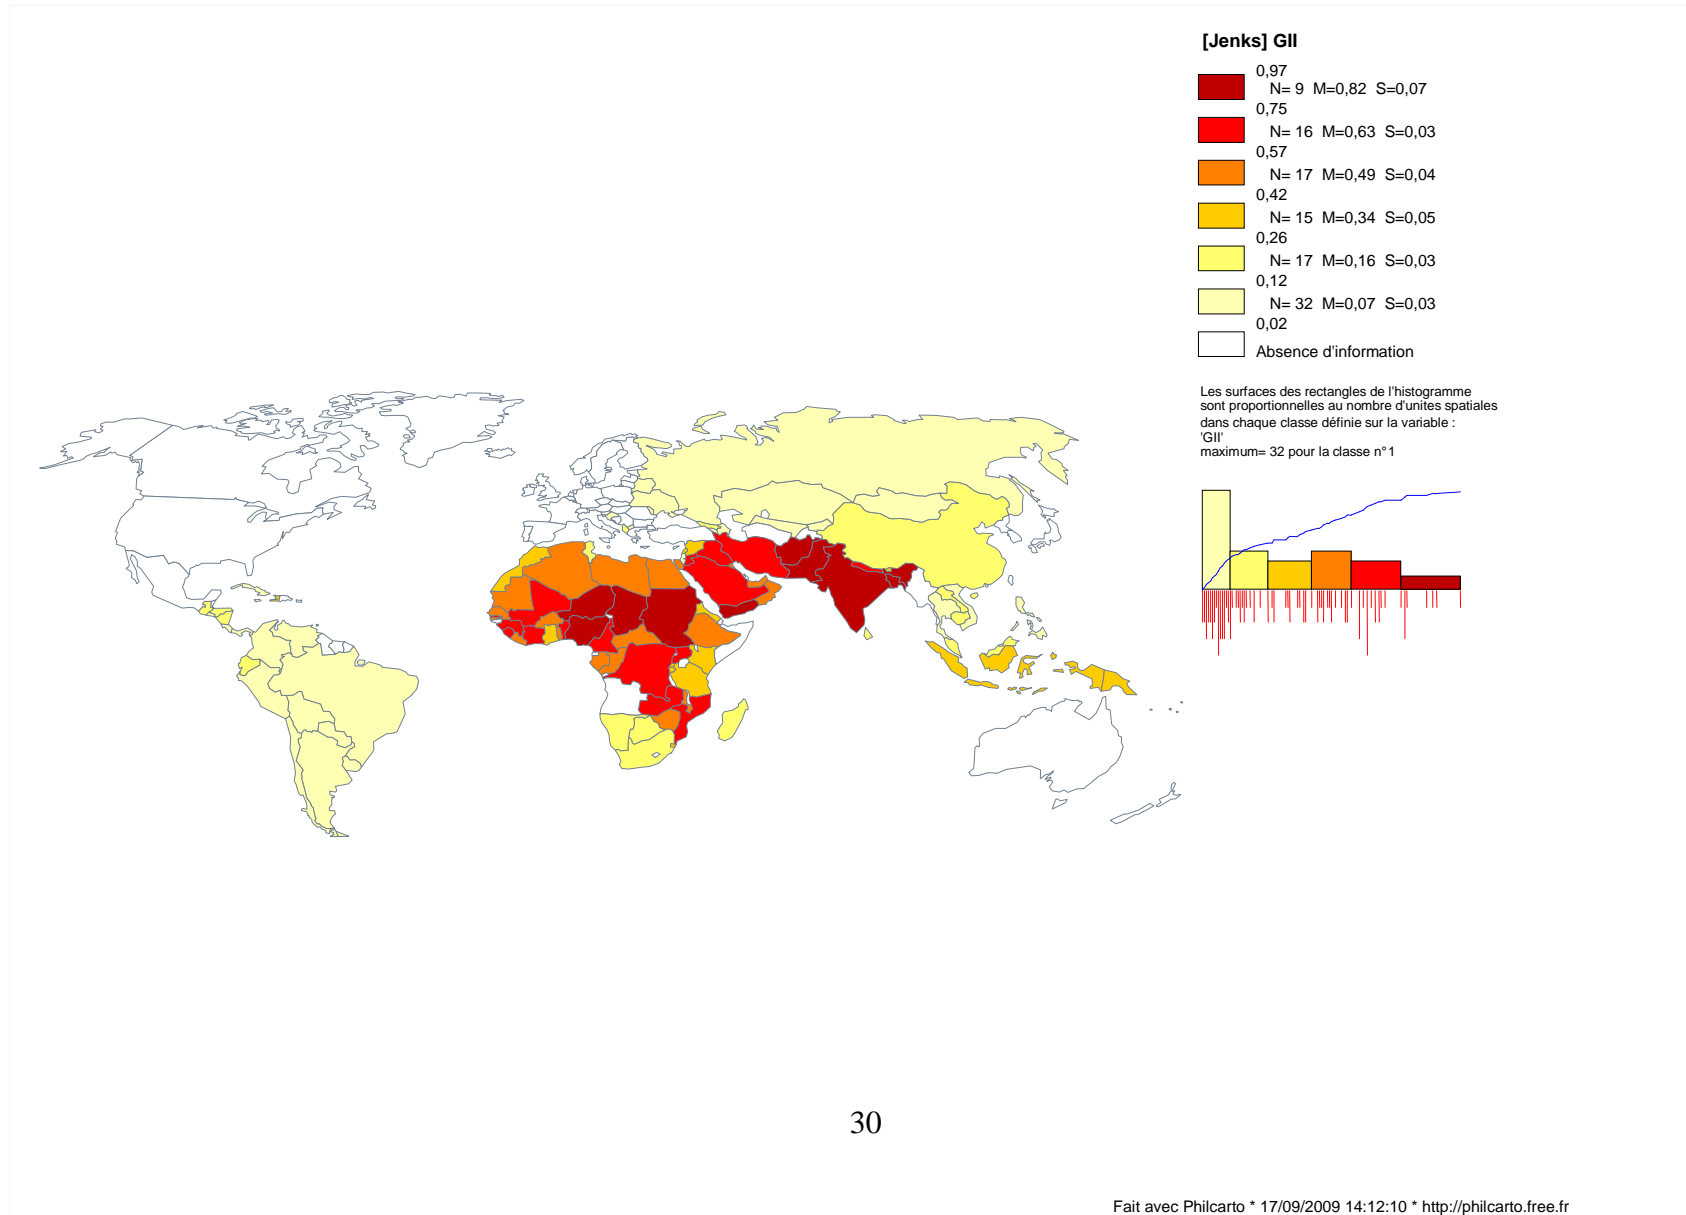 [Jenks] GII
0,97
N= 9 M=0,82 S=0,07
0,75
N= 16 M=0,63 S=0,03
0,57
N= 17 M=0,49 S=0,04
0,42
N= 15 M=0,34 S=0,05
0,26
N= 17 M=0,16 S=0,03
0,12
N= 32 M=0,07 S=0,03
0,02
Absence d'information
Les surfaces des rectangles de l'histogramme
sont proportionnelles au nombre d'unites spatiales
dans chaque classe définie sur la variable :
'GII'
maximum= 32 pour la classe n°1
30
Fait avec Philcarto * 17/09/2009 14:12:10 * http://philcarto.free.fr